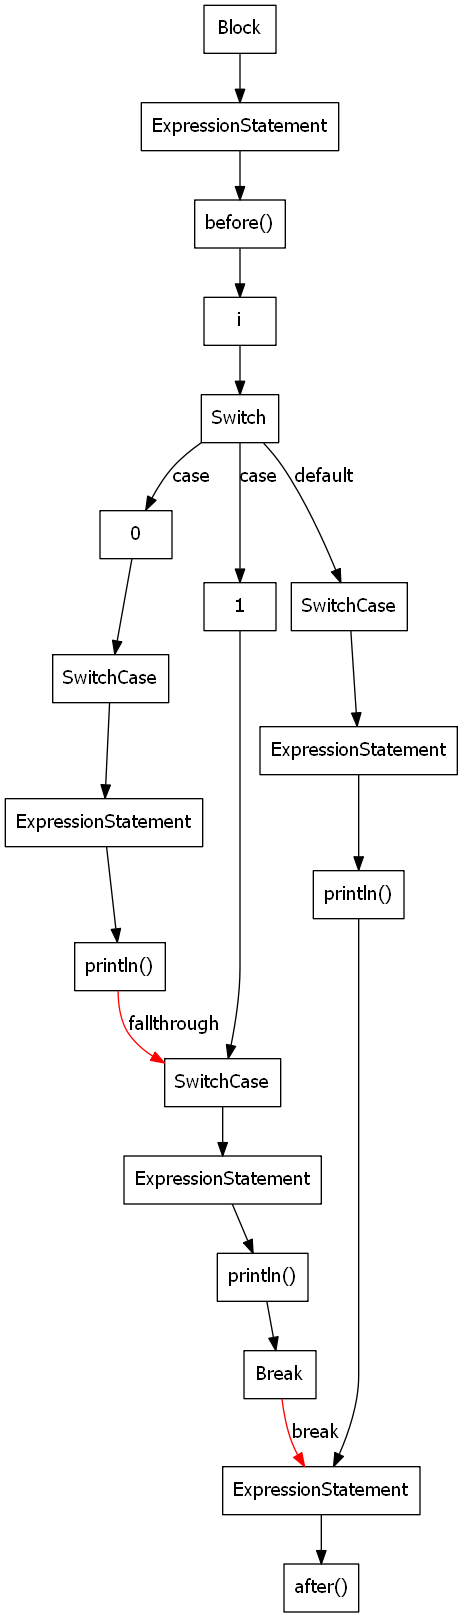 Block
ExpressionStatement
before()
i
Switch
case
case
default
0
1
SwitchCase
SwitchCase
ExpressionStatement
ExpressionStatement
println()
println()
fallthrough
SwitchCase
ExpressionStatement
println()
Break
break
ExpressionStatement
after()